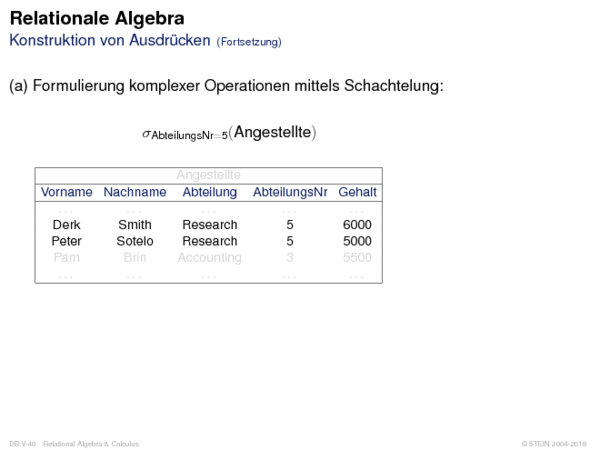 Relationale Algebra
Konstruktion von Ausdrücken (Fortsetzung)
(a) Formulierung komplexer Operationen mittels Schachtelung:
σAbteilungsNr=5(Angestellte)
Angestellte
Vorname Nachname Abteilung AbteilungsNr Gehalt
... ... ... ... ...
Derk Smith Research 5 6000
Peter Sotelo Research 5 5000
Pam Brin Accounting 3 5500
... ... ... ... ...
DB:V-40 Relational Algebra & Calculus © STEIN 2004-2018